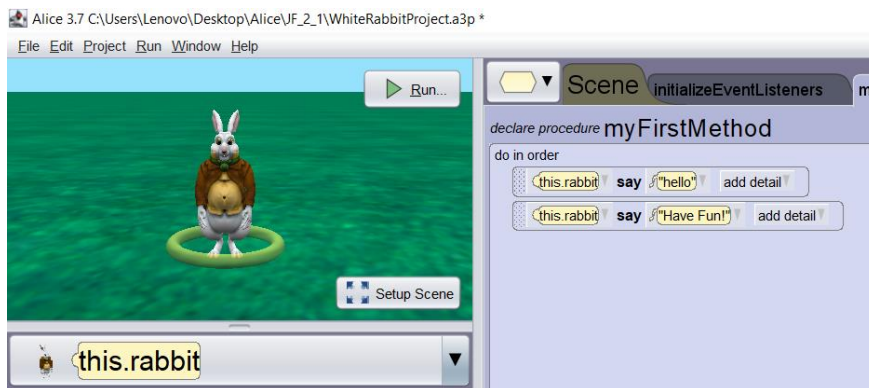 Alice 3.7 C:\Users\Lenovo\Desktop\Alice\JF_2_1\WhiteRabbitProject.a3p *
File Edit Project Run Window Help
Run...
Scene initializeEventListeners m
declare procedure myFirstMethod
do in order
this.rabbit say "hello" add detail
this.rabbit say "Have Fun!" add detail
Setup Scene
this.rabbit